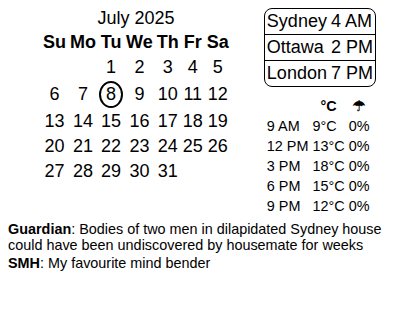 July 2025
Su Mo Tu We Th Fr Sa
1 2 3 4 5
6 7 8 9 10 11 12
13 14 15 16 17 18 19
20 21 22 23 24 25 26
27 28 29 30 31
Sydney 4 AM
Ottawa 2 PM
London 7 PM
°C ☂
9 AM 9°C 0%
12 PM 13°C 0%
3 PM 18°C 0%
6 PM 15°C 0%
9 PM 12°C 0%
Guardian: Bodies of two men in dilapidated Sydney house
could have been undiscovered by housemate for weeks
SMH: My favourite mind bender